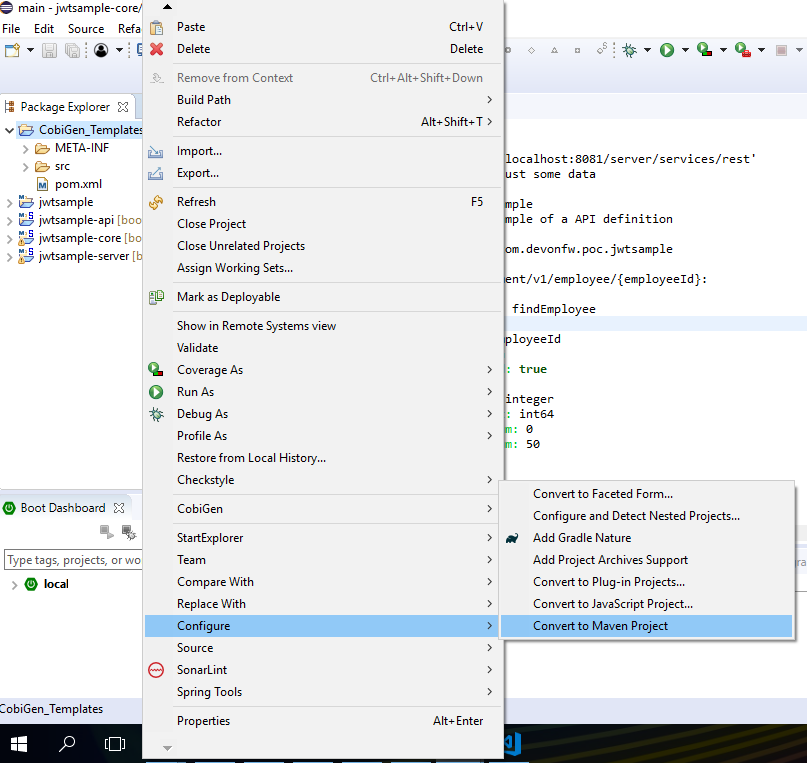 main - jwtsample-core/
File Edit Source Refa
Package Explorer
CobiGen_Templates
META-INF
src
pom.xml
jwtsample
jwtsample-api [boo
jwtsample-core [bo
jwtsample-server [b
Boot Dashboard
Type tags, projects, or wo
local
CobiGen_Templates
Paste Ctrl+V
Delete Delete
Remove from Context Ctrl+Alt+Shift+Down
Build Path
Refactor Alt+Shift+T
Import...
Export...
Refresh F5
Close Project
Close Unrelated Projects
Assign Working Sets...
Mark as Deployable
Show in Remote Systems view
Validate
Coverage As
Run As
Debug As
Profile As
Restore from Local History...
Checkstyle
CobiGen
StartExplorer
Team
Compare With
Replace With
Configure
Source
SonarLint
Spring Tools
Properties Alt+Enter
localhost:8081/server/services/rest'
ust some data
mple
mple of a API definition
om.devonfw.poc.jwtsample
ent/v1/employee/{employeeId}:
findEmployee
ployeeId
: true
integer
: int64
m: 0
m: 50
Convert to Faceted Form...
Configure and Detect Nested Projects...
Add Gradle Nature
Add Project Archives Support
Convert to Plug-in Projects...
Convert to JavaScript Project...
Convert to Maven Project